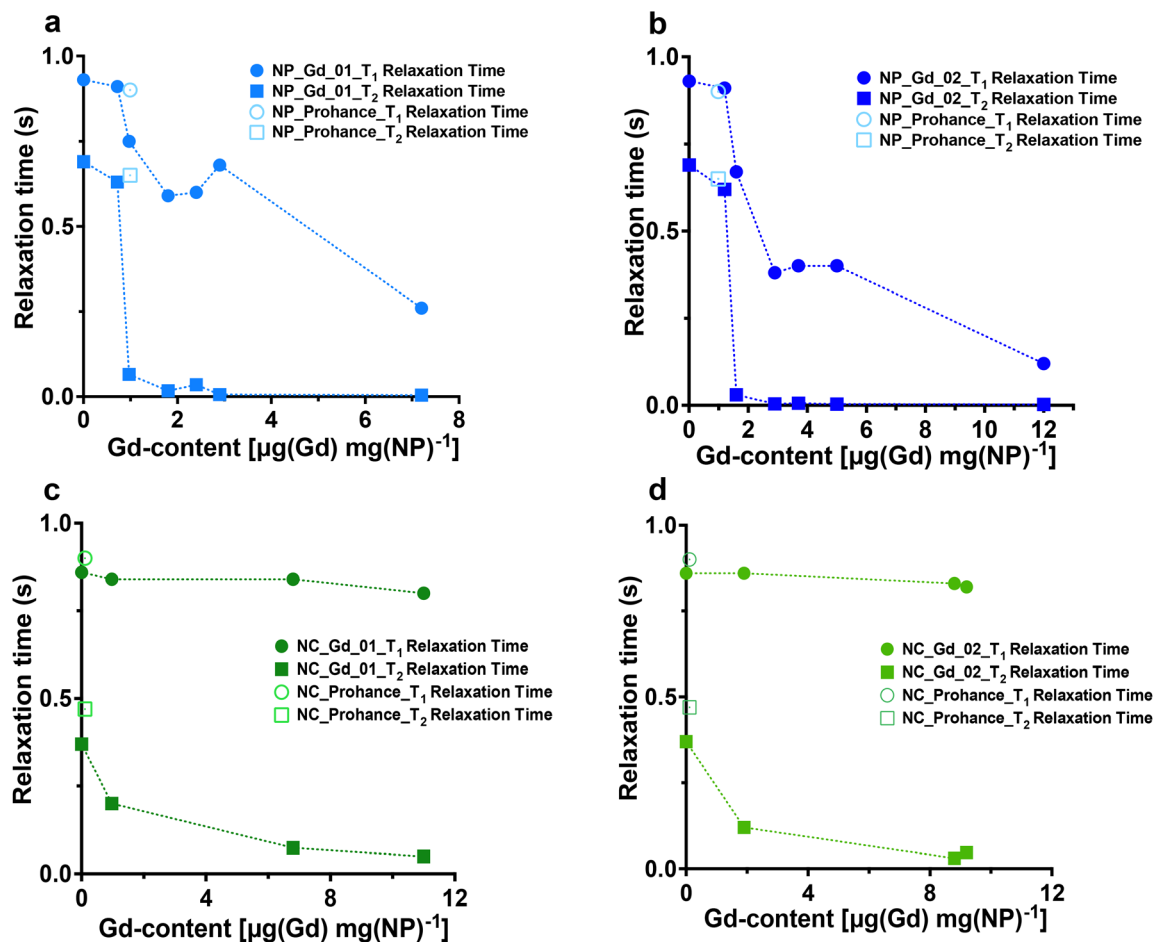 a
1.0
0.5
0.0
Relaxation time (s)
NP_Gd_01_T₁ Relaxation Time
NP_Gd_01_T₂ Relaxation Time
NP_Prohance_T₁ Relaxation Time
NP_Prohance_T₂ Relaxation Time
0 2 4 6 8
Gd-content [µg(Gd) mg(NP)⁻¹]
b
1.0
0.5
0.0
Relaxation time (s)
NP_Gd_02_T₁ Relaxation Time
NP_Gd_02_T₂ Relaxation Time
NP_Prohance_T₁ Relaxation Time
NP_Prohance_T₂ Relaxation Time
0 2 4 6 8 10 12
Gd-content [µg(Gd) mg(NP)⁻¹]
c
1.0
0.5
0.0
Relaxation time (s)
NC_Gd_01_T₁ Relaxation Time
NC_Gd_01_T₂ Relaxation Time
NC_Prohance_T₁ Relaxation Time
NC_Prohance_T₂ Relaxation Time
0 4 8 12
Gd-content [µg(Gd) mg(NP)⁻¹]
d
1.0
0.5
0.0
Relaxation time (s)
NC_Gd_02_T₁ Relaxation Time
NC_Gd_02_T₂ Relaxation Time
NC_Prohance_T₁ Relaxation Time
NC_Prohance_T₂ Relaxation Time
0 4 8 12
Gd-content [µg(Gd) mg(NP)⁻¹]